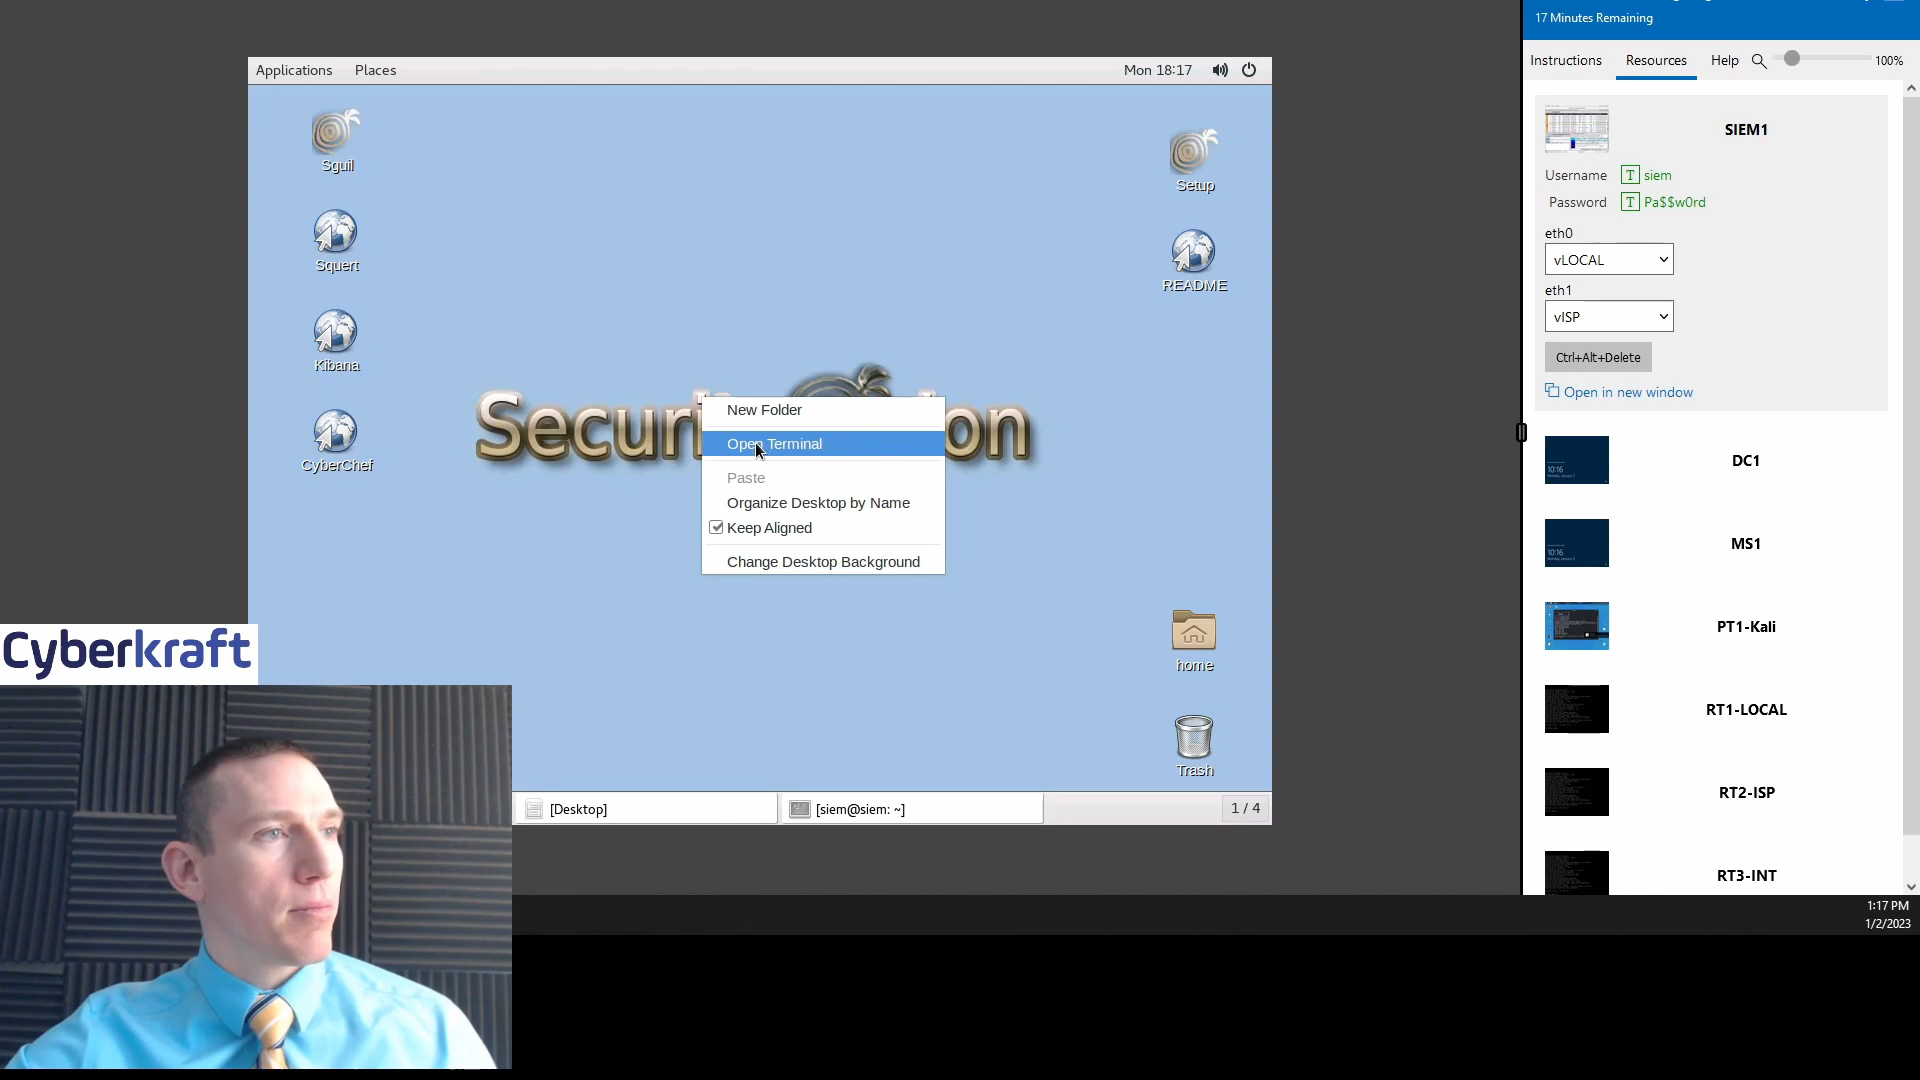 17 Minutes Remaining
Instructions
Resources
Help
100%
Applications
Places
Mon 18:17
Sguil
Squert
Kibana
CyberChef
Setup
README
home
Trash
New Folder
Open Terminal
Paste
Organize Desktop by Name
Keep Aligned
Change Desktop Background
[Desktop]
[siem@siem: ~]
1 / 4
SIEM1
Username T siem
Password T Pa$$w0rd
eth0
vLOCAL
eth1
vISP
Ctrl+Alt+Delete
Open in new window
DC1
MS1
PT1-Kali
RT1-LOCAL
RT2-ISP
RT3-INT
1:17 PM
1/2/2023
Cyberkraft